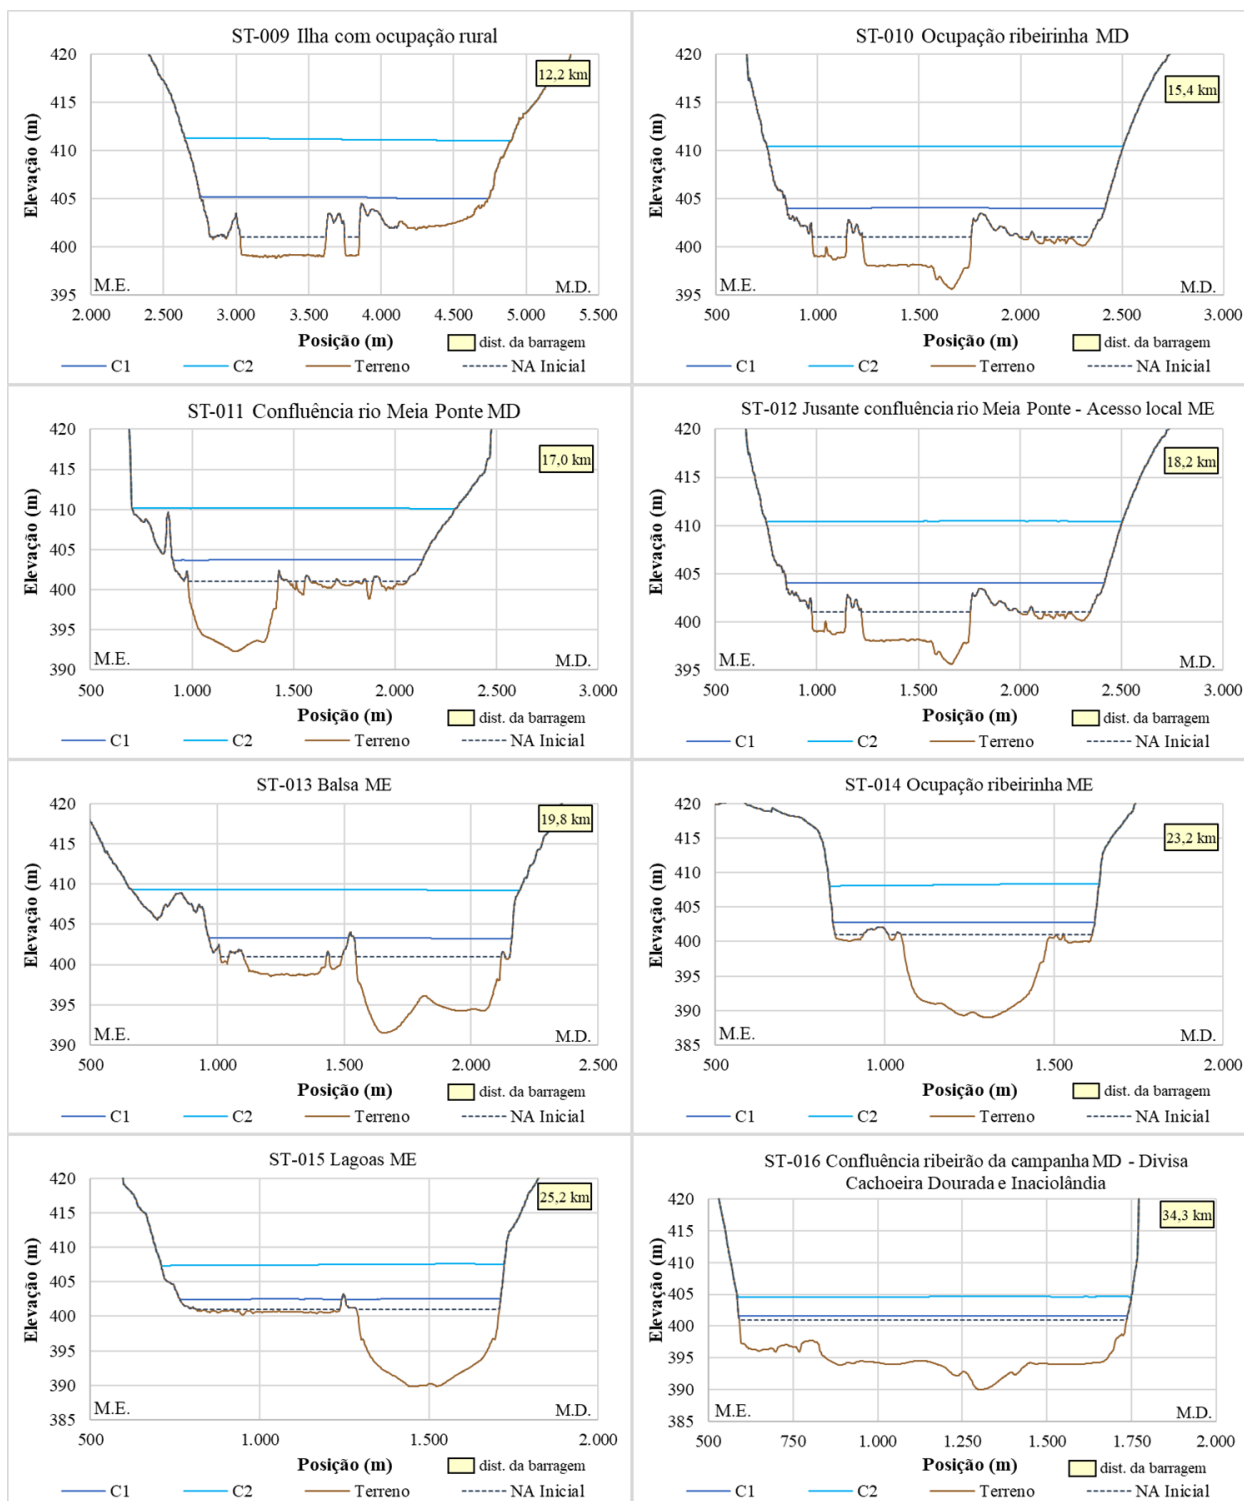 ST-009 Ilha com ocupação rural
12,2 km
Elevação (m)
420
415
410
405
400
395
M.E.
M.D.
2.000 2.500 3.000 3.500 4.000 4.500 5.000 5.500
Posição (m)
dist. da barragem
C1 C2 Terreno NA Inicial
ST-010 Ocupação ribeirinha MD
15,4 km
Elevação (m)
420
415
410
405
400
395
M.E.
M.D.
500 1.000 1.500 2.000 2.500 3.000
Posição (m)
dist. da barragem
C1 C2 Terreno NA Inicial
ST-011 Confluência rio Meia Ponte MD
17,0 km
Elevação (m)
420
415
410
405
400
395
390
M.E.
M.D.
500 1.000 1.500 2.000 2.500 3.000
Posição (m)
dist. da barragem
C1 C2 Terreno NA Inicial
ST-012 Jusante confluência rio Meia Ponte - Acesso local ME
18,2 km
Elevação (m)
420
415
410
405
400
395
M.E.
M.D.
500 1.000 1.500 2.000 2.500 3.000
Posição (m)
dist. da barragem
C1 C2 Terreno NA Inicial
ST-013 Balsa ME
19,8 km
Elevação (m)
420
415
410
405
400
395
390
M.E.
M.D.
500 1.000 1.500 2.000 2.500
Posição (m)
dist. da barragem
C1 C2 Terreno NA Inicial
ST-014 Ocupação ribeirinha ME
23,2 km
Elevação (m)
420
415
410
405
400
395
390
385
M.E.
M.D.
500 1.000 1.500 2.000
Posição (m)
dist. da barragem
C1 C2 Terreno NA Inicial
ST-015 Lagoas ME
25,2 km
Elevação (m)
420
415
410
405
400
395
390
385
M.E.
M.D.
500 1.000 1.500 2.000
Posição (m)
dist. da barragem
C1 C2 Terreno NA Inicial
ST-016 Confluência ribeirão da campanha MD - Divisa
Cachoeira Dourada e Inaciolândia
34,3 km
Elevação (m)
420
415
410
405
400
395
390
385
M.E.
M.D.
500 750 1.000 1.250 1.500 1.750 2.000
Posição (m)
dist. da barragem
C1 C2 Terreno NA Inicial